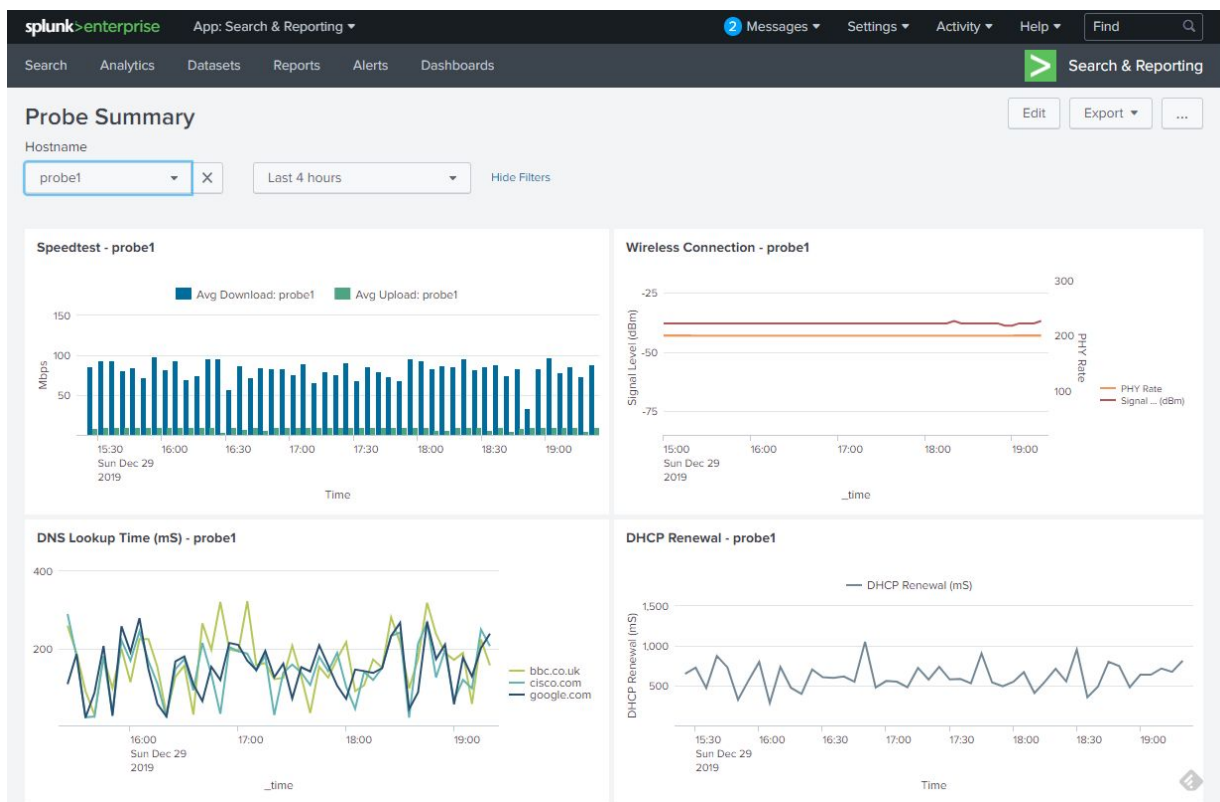 splunk>enterprise App: Search & Reporting 2 Messages Settings Activity Help Find
Search Analytics Datasets Reports Alerts Dashboards Search & Reporting
Probe Summary Edit Export ...
Hostname
probe1 Last 4 hours Hide Filters
Speedtest - probe1
Avg Download: probe1 Avg Upload: probe1
150
100
50
Mbps
15:30 16:00 16:30 17:00 17:30 18:00 18:30 19:00
Sun Dec 29
2019
Time
Wireless Connection - probe1
-25
-50
-75
Signal Level (dBm)
300
200
100
PHY Rate
PHY Rate
Signal ... (dBm)
15:00 16:00 17:00 18:00 19:00
Sun Dec 29
2019
_time
DNS Lookup Time (mS) - probe1
400
200
bbc.co.uk
cisco.com
google.com
16:00 17:00 18:00 19:00
Sun Dec 29
2019
_time
DHCP Renewal - probe1
DHCP Renewal (mS)
1,500
1,000
500
DHCP Renewal (mS)
15:30 16:00 16:30 17:00 17:30 18:00 18:30 19:00
Sun Dec 29
2019
Time